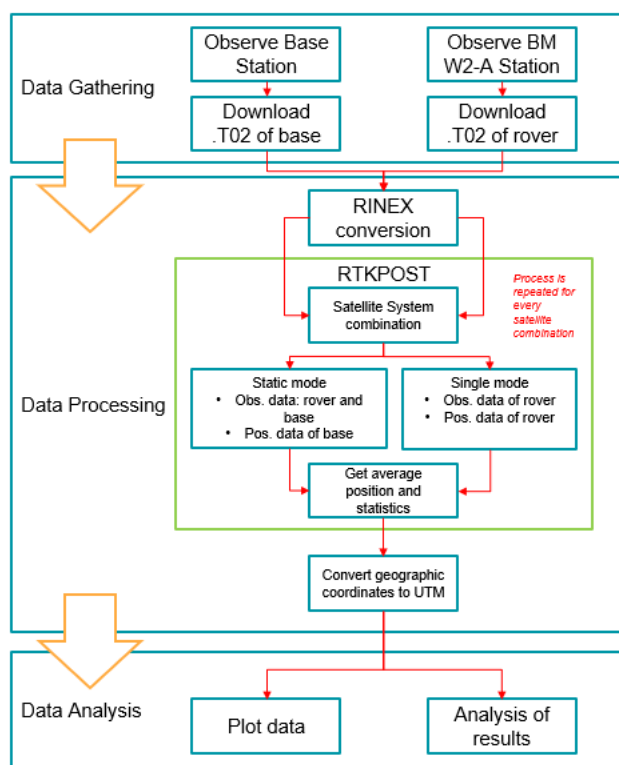 Observe Base
Station
Observe BM
W2-A Station
Data Gathering
Download
.T02 of base
Download
.T02 of rover
RINEX
conversion
RTKPOST
Process is
repeated for
every
satellite
combination
Satellite System
combination
Data Processing
Static mode
• Obs. data: rover and
base
• Pos. data of base
Single mode
• Obs. data of rover
• Pos. data of rover
Get average
position and
statistics
Convert geographic
coordinates to UTM
Data Analysis
Plot data
Analysis of
results